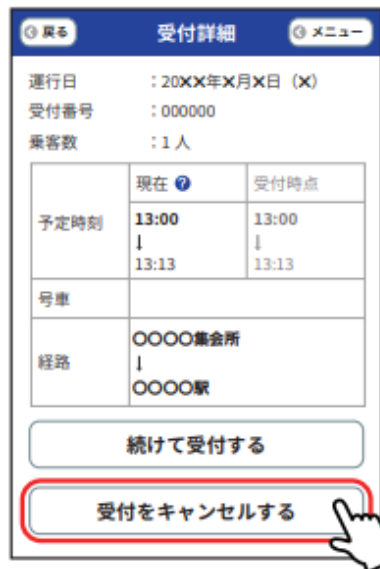 戻る 受付詳細 メニュー
運行日 ：20XX年X月X日（X）
受付番号 ：000000
乗客数 ：1人
現在 ? 受付時点
予定時刻 13:00 13:00
↓ ↓
13:13 13:13
号車
〇〇〇〇集会所
経路 ↓
〇〇〇〇駅
続けて受付する
受付をキャンセルする